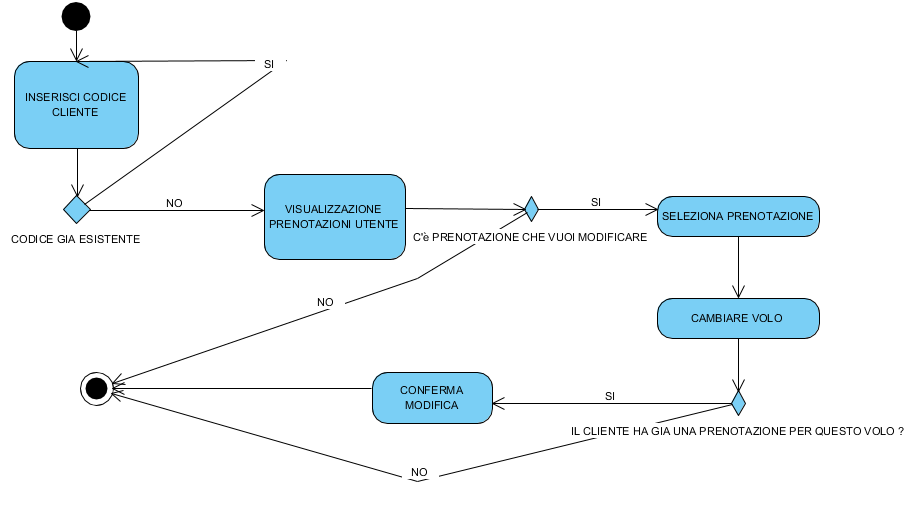 SI
INSERISCI CODICE
CLIENTE
NO
CODICE GIA ESISTENTE
VISUALIZZAZIONE
PRENOTAZIONI UTENTE
C'è PRENOTAZIONE CHE VUOI MODIFICARE
SI
SELEZIONA PRENOTAZIONE
NO
CAMBIARE VOLO
CONFERMA
MODIFICA
SI
IL CLIENTE HA GIA UNA PRENOTAZIONE PER QUESTO VOLO ?
NO